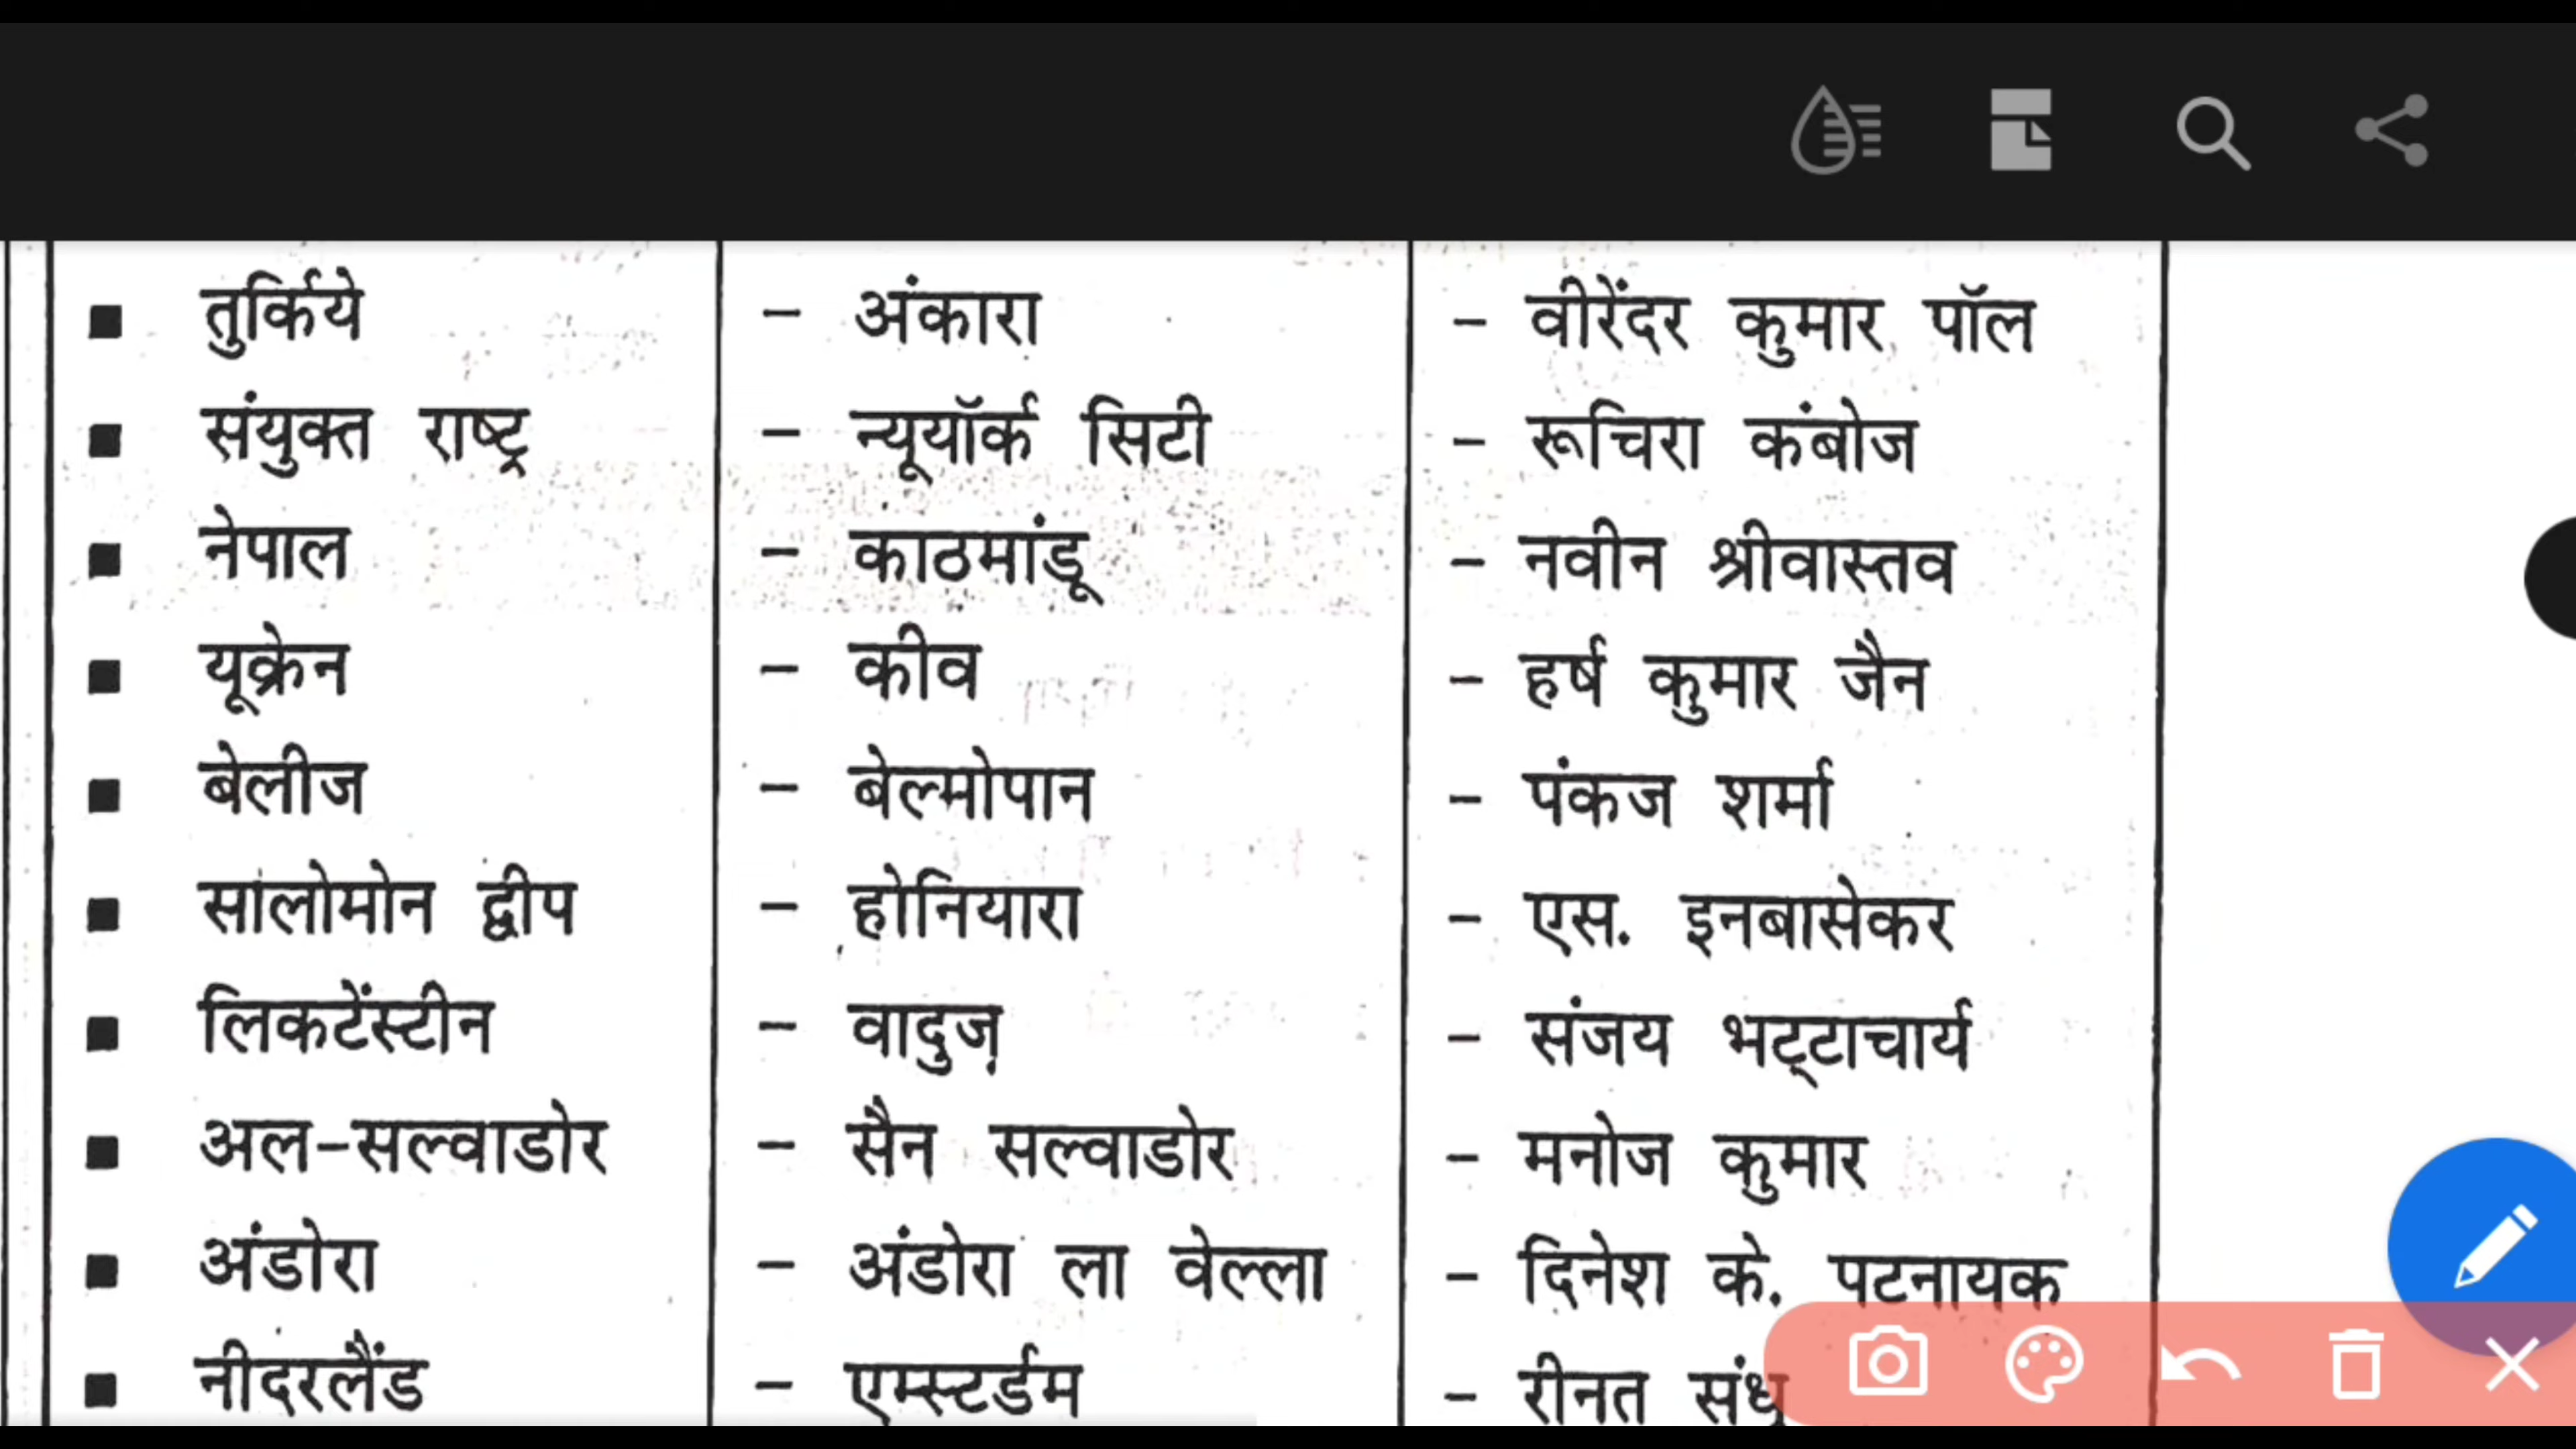 ■ तुर्किये – अंकारा – वीरेंदर कुमार पॉल
■ संयुक्त राष्ट्र – न्यूयॉर्क सिटी – रूचिरा कंबोज
■ नेपाल – काठमांडू – नवीन श्रीवास्तव
■ यूक्रेन – कीव – हर्ष कुमार जैन
■ बेलीज – बेल्मोपान – पंकज शर्मा
■ सालोमोन द्वीप – होनियारा – एस. इनबासेकर
■ लिकटेंस्टीन – वादुज़ – संजय भट्टाचार्य
■ अल-सल्वाडोर – सैन सल्वाडोर – मनोज कुमार
■ अंडोरा – अंडोरा ला वेल्ला – दिनेश के. पटनायक
■ नीदरलैंड – एम्स्टर्डम – रीनत संधु